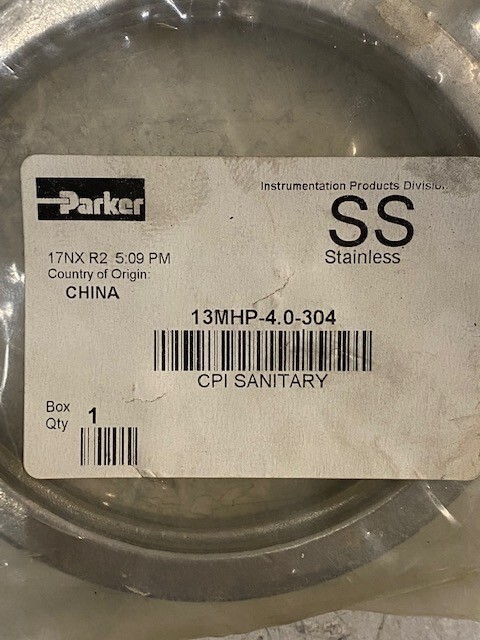 Parker
Instrumentation Products Division
SS
Stainless
17NX R2 5:09 PM
Country of Origin:
CHINA
13MHP-4.0-304
CPI SANITARY
Box
Qty
1